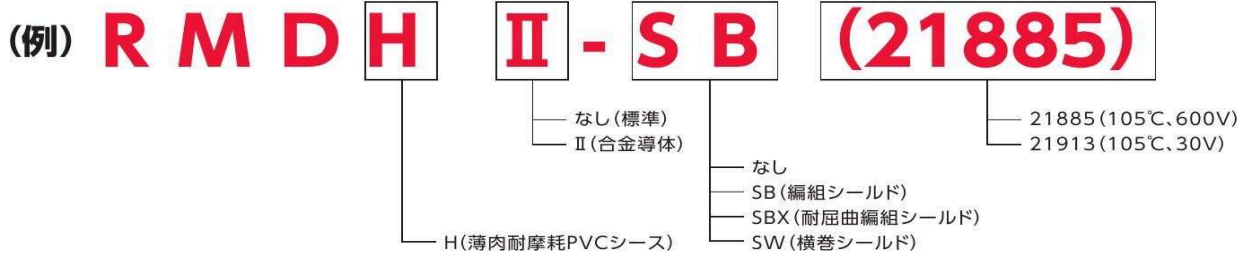 (例) RMDHⅡ-SB (21885)
なし(標準)
Ⅱ(合金導体)
21885(105℃、600V)
21913(105℃、30V)
なし
SB(編組シールド)
SBX(耐屈曲編組シールド)
SW(横巻シールド)
H(薄肉耐摩耗PVCシース)